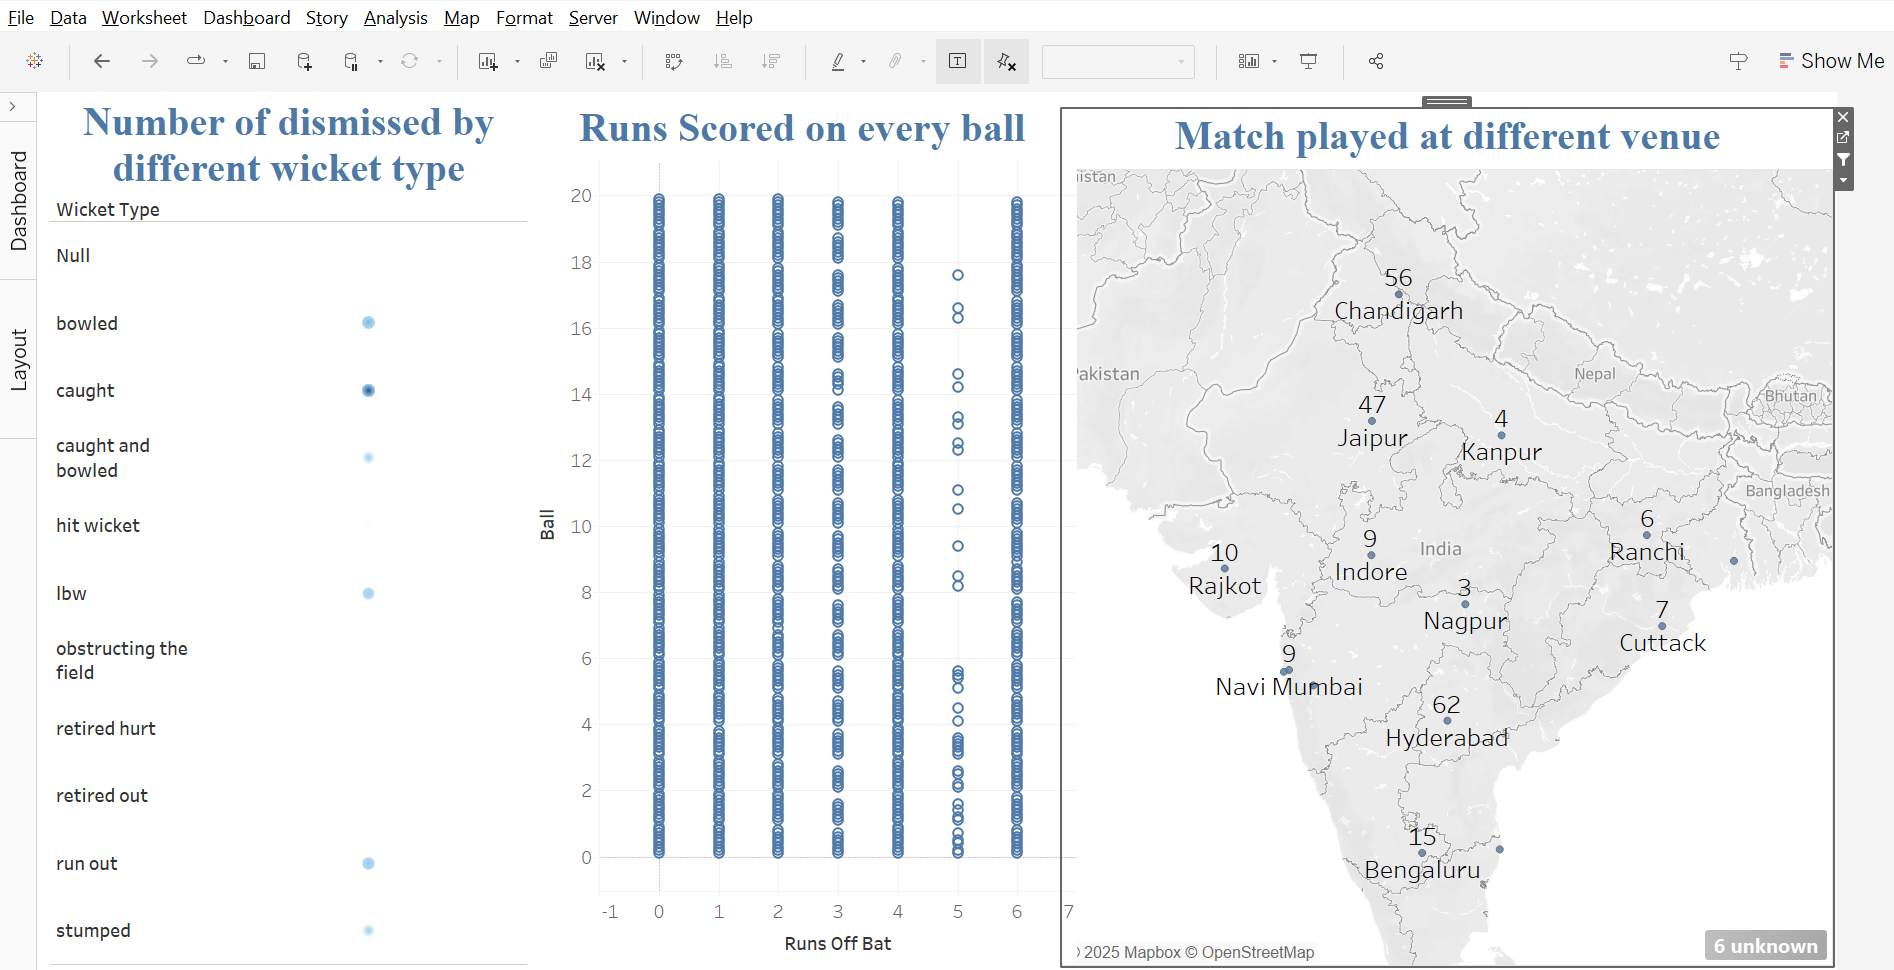 File Data Worksheet Dashboard Story Analysis Map Format Server Window Help
Show Me
Dashboard
Layout
Number of dismissed by
different wicket type
Wicket Type
Null
bowled
caught
caught and
bowled
hit wicket
lbw
obstructing the
field
retired hurt
retired out
run out
stumped
Runs Scored on every ball
Ball
20
18
16
14
12
10
8
6
4
2
0
-1 0 1 2 3 4 5 6 7
Runs Off Bat
Match played at different venue
istan
56
Chandigarh
Pakistan
Nepal
Bhutan
47
Jaipur
4
Kanpur
Bangladesh
6
Ranchi
9
Indore
India
10
Rajkot
3
Nagpur
7
Cuttack
9
Navi Mumbai
62
Hyderabad
15
Bengaluru
© 2025 Mapbox © OpenStreetMap
6 unknown